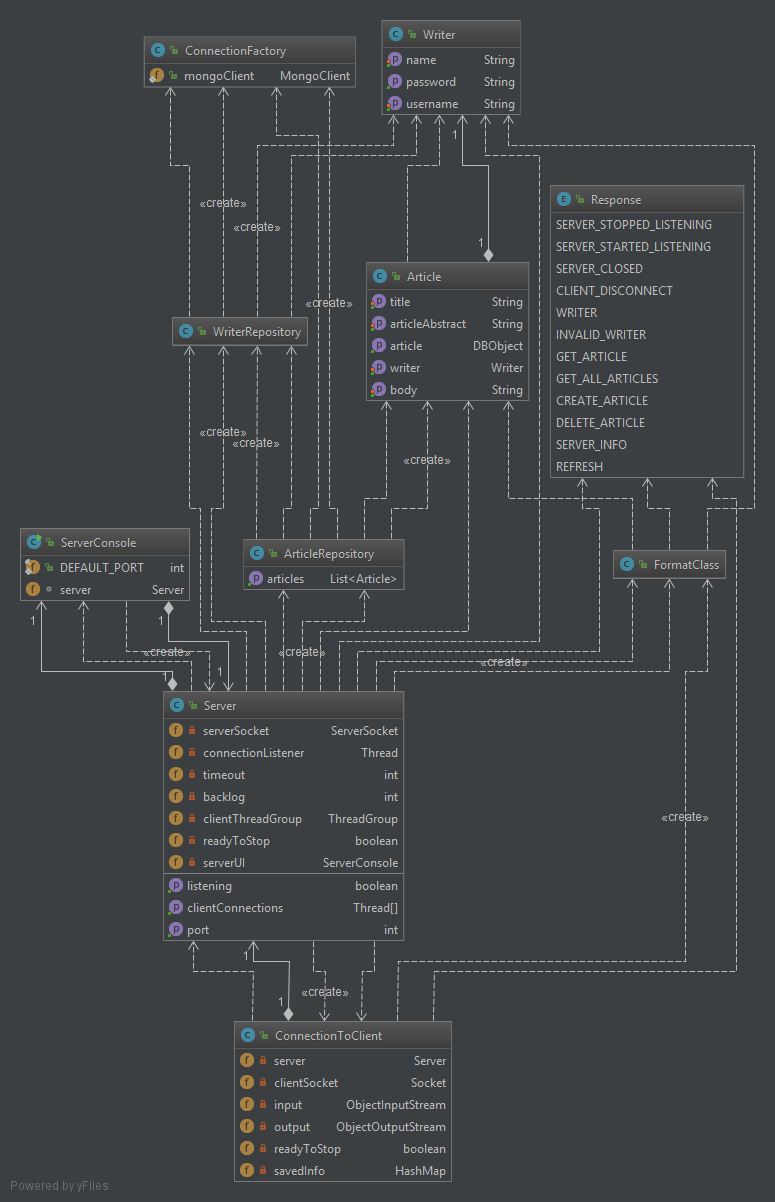 Writer
name String
password String
username String
ConnectionFactory
mongoClient MongoClient
1
Response
SERVER_STOPPED_LISTENING
SERVER_STARTED_LISTENING
SERVER_CLOSED
CLIENT_DISCONNECT
WRITER
INVALID_WRITER
GET_ARTICLE
GET_ALL_ARTICLES
CREATE_ARTICLE
DELETE_ARTICLE
SERVER_INFO
REFRESH
«create»
«create»
1
Article
title String
articleAbstract String
article DBObject
writer Writer
body String
«create»
WriterRepository
«create»
«create»
«create»
ServerConsole
DEFAULT_PORT int
server Server
ArticleRepository
articles List<Article>
FormatClass
1
1
«create»
«create»
«create»
1
1
Server
serverSocket ServerSocket
connectionListener Thread
timeout int
backlog int
clientThreadGroup ThreadGroup
readyToStop boolean
serverUI ServerConsole
listening boolean
clientConnections Thread[]
port int
«create»
1
«create»
1
ConnectionToClient
server Server
clientSocket Socket
input ObjectInputStream
output ObjectOutputStream
readyToStop boolean
savedInfo HashMap
Powered by yFiles